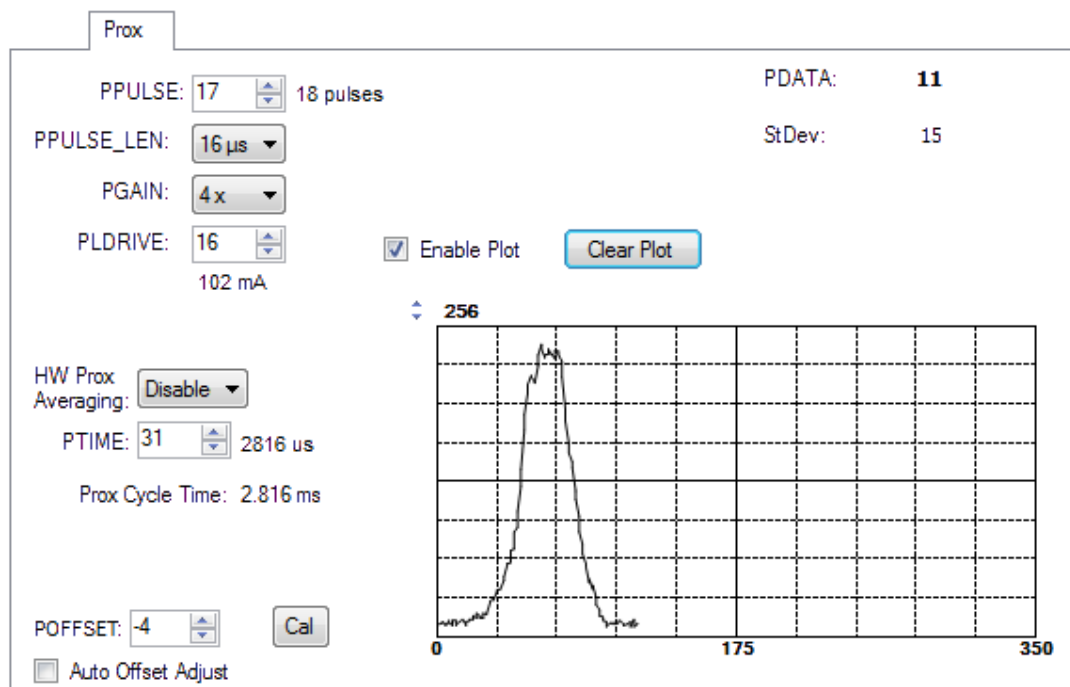 Prox
PPULSE: 17 18 pulses
PDATA: 11
PPULSE_LEN: 16 µs
StDev: 15
PGAIN: 4 x
PLDRIVE: 16
102 mA
Enable Plot
Clear Plot
256
HW Prox
Averaging: Disable
PTIME: 31 2816 us
Prox Cycle Time: 2.816 ms
POFFSET: -4 Cal
Auto Offset Adjust
0 175 350